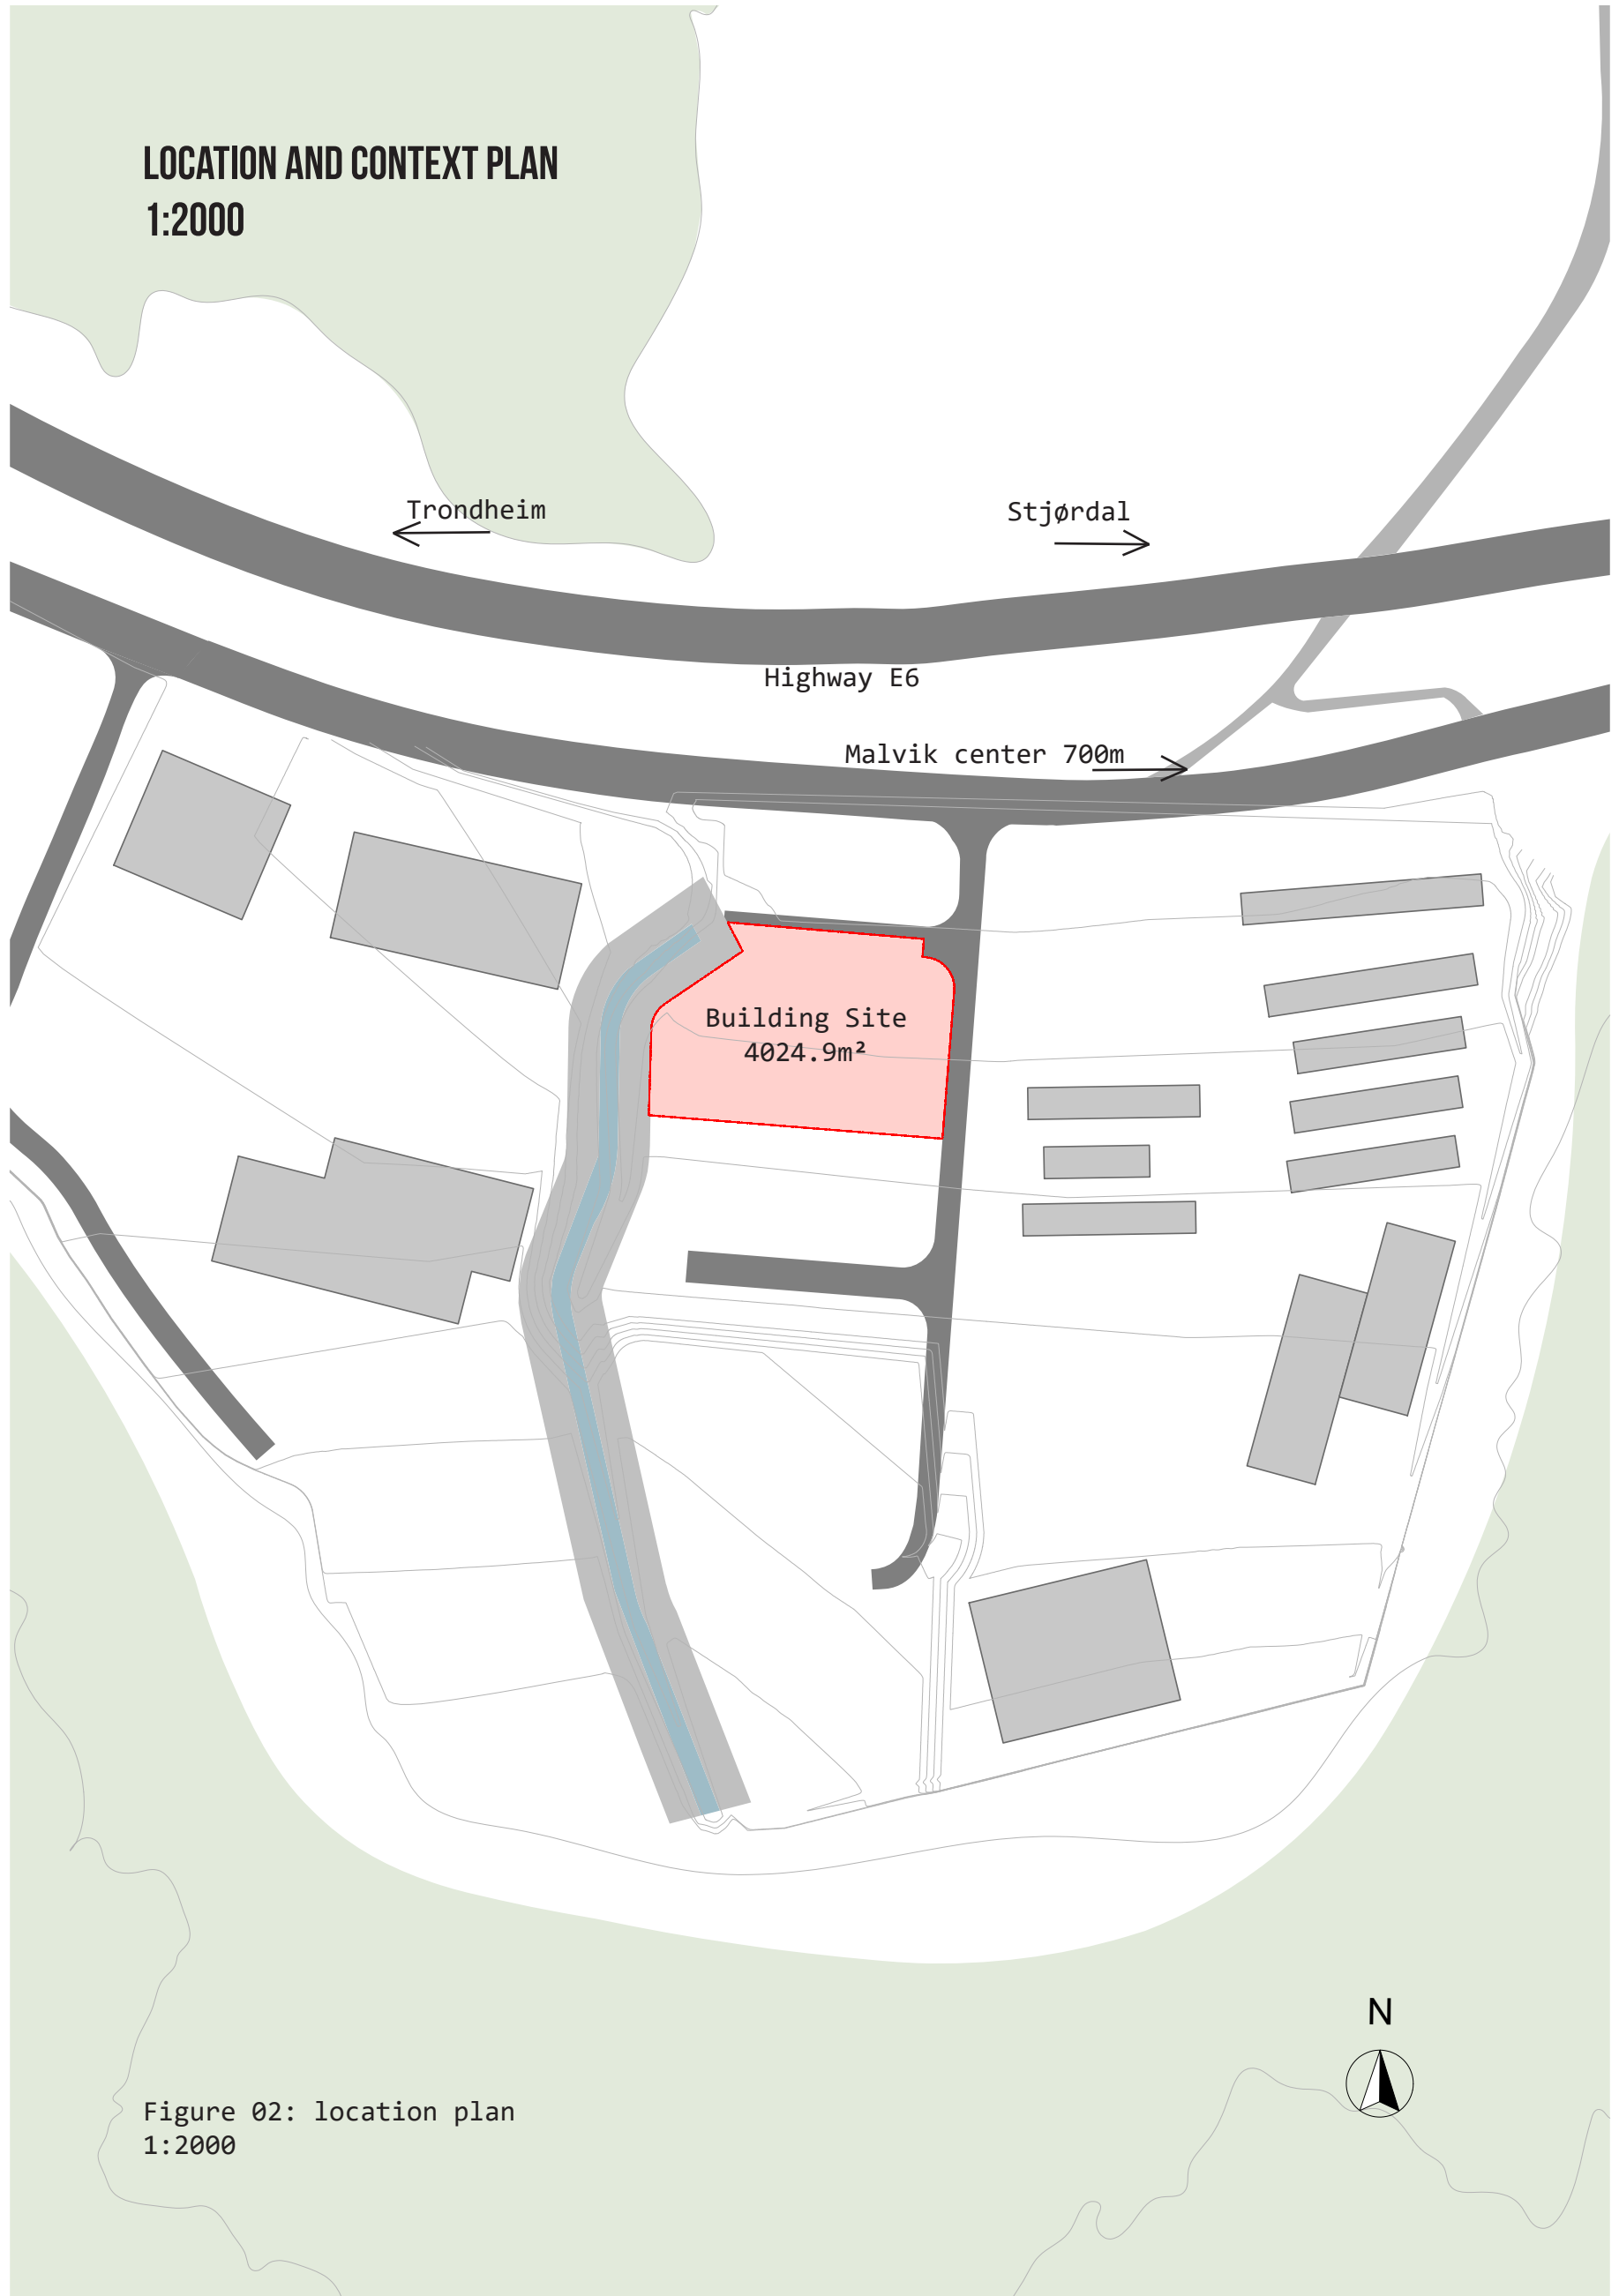 LOCATION AND CONTEXT PLAN
1:2000
Trondheim
Stjørdal
Highway E6
Malvik center 700m
Building Site
4024.9m²
N
Figure 02: location plan
1:2000